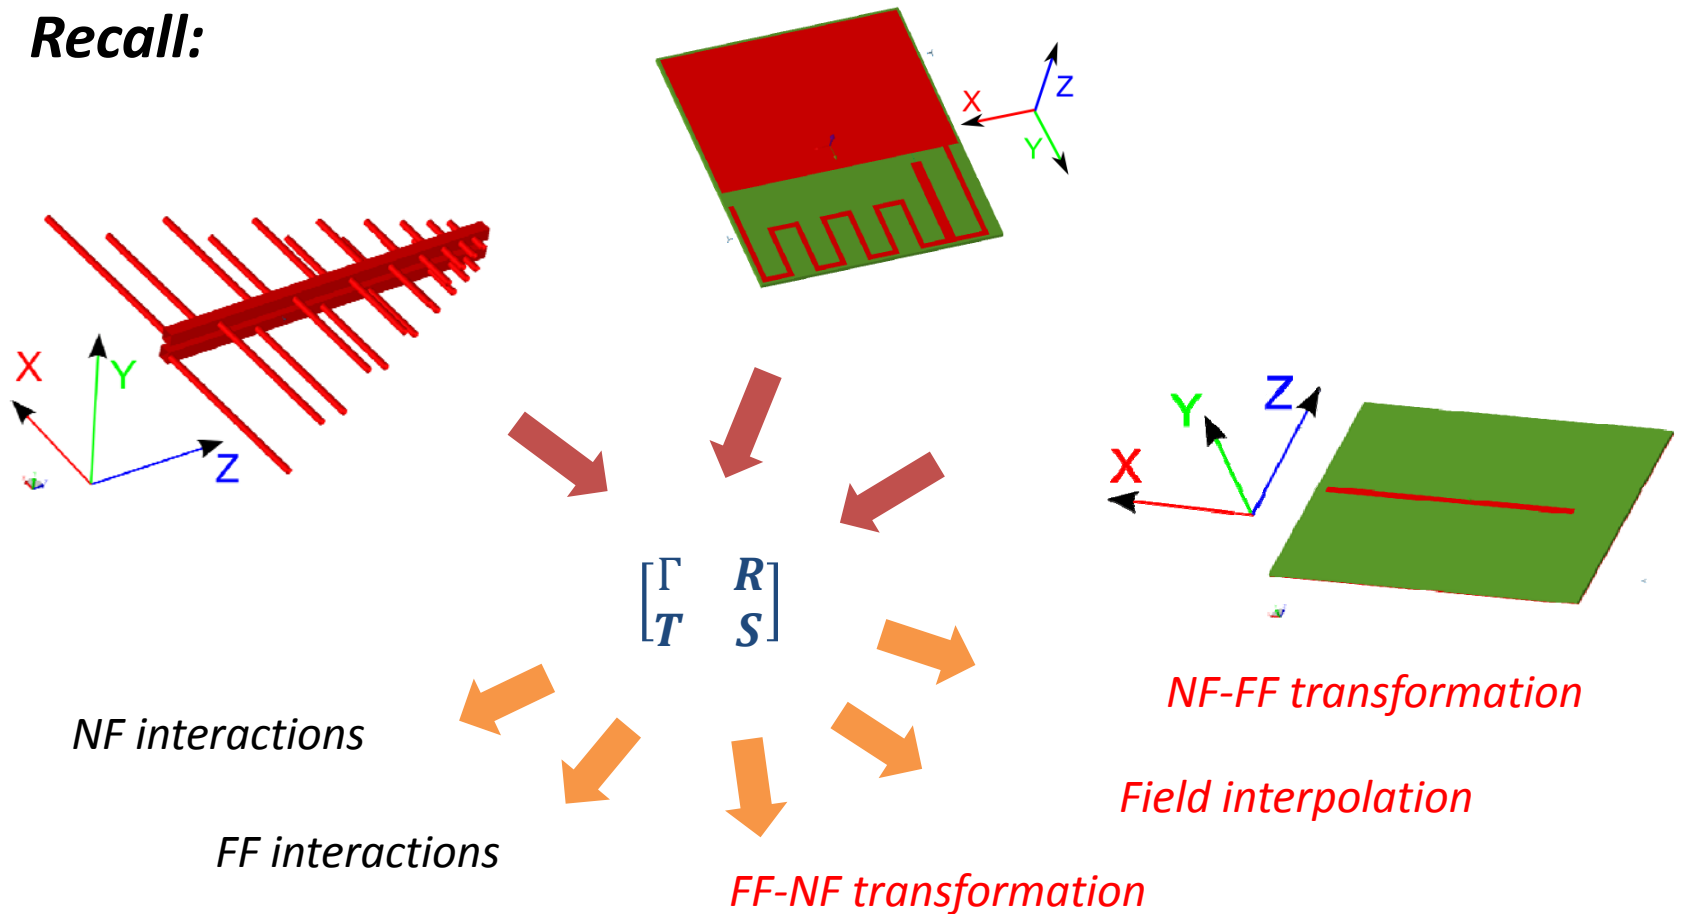 Recall:
X
Z
Y
X
Y
Z
Y
Z
X
Γ R
T S
NF-FF transformation
NF interactions
Field interpolation
FF interactions
FF-NF transformation